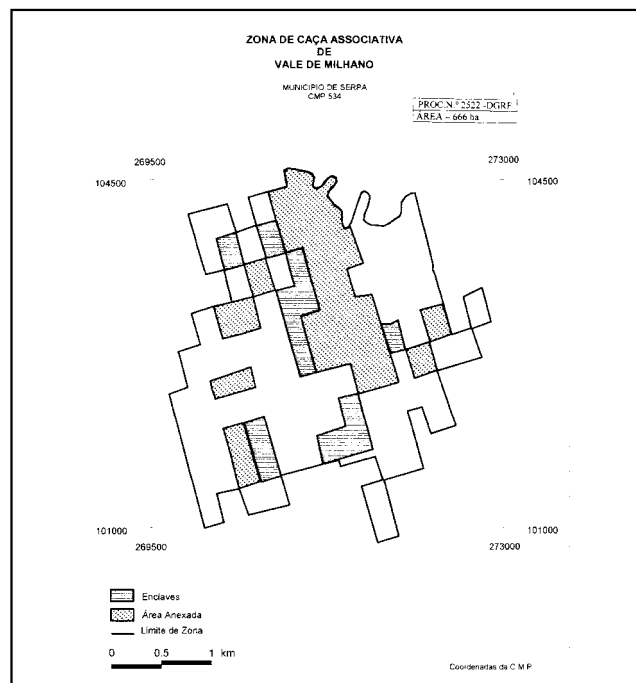 ZONA DE CAÇA ASSOCIATIVA
DE
VALE DE MILHANO
MUNICIPIO DE SERPA
CMP 534
PROC.N.º 2522 -DGRF
ÁREA – 666 ha
269500
273000
104500
104500
101000
101000
269500
273000
Enclaves
Área Anexada
Limite de Zona
0 0.5 1 km
Coordenadas da C M P